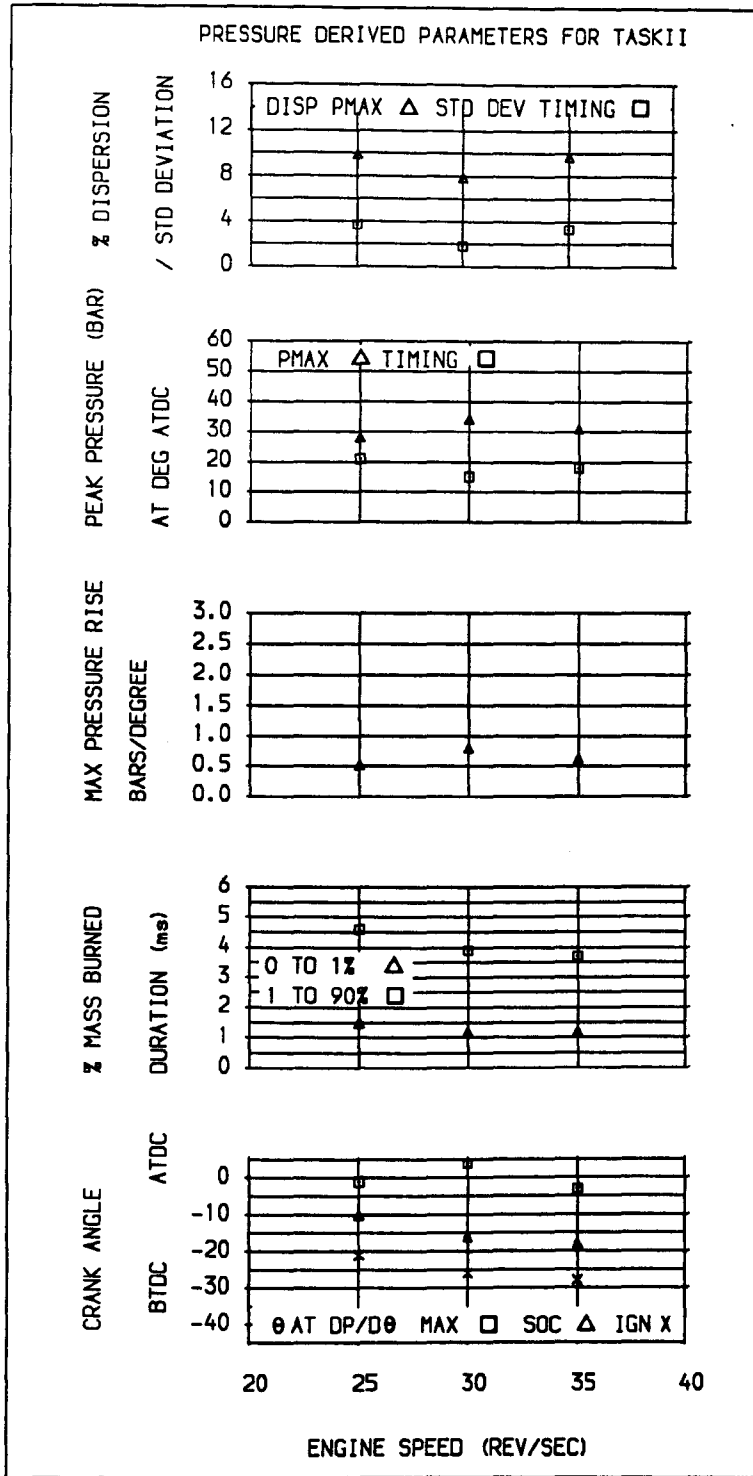 PRESSURE DERIVED PARAMETERS FOR TASKII
% DISPERSION
/ STD DEVIATION
16
12
8
4
0
DISP PMAX △ STD DEV TIMING □
PEAK PRESSURE (BAR)
AT DEG ATDC
60
50
40
30
20
10
0
PMAX △ TIMING □
MAX PRESSURE RISE
BARS/DEGREE
3.0
2.5
2.0
1.5
1.0
0.5
0.0
% MASS BURNED
DURATION (ms)
6
5
4
3
2
1
0
0 TO 1% △
1 TO 90% □
CRANK ANGLE
BTDC ATDC
0
-10
-20
-30
-40
θ AT DP/Dθ MAX □ SOC △ IGN X
20 25 30 35 40
ENGINE SPEED (REV/SEC)